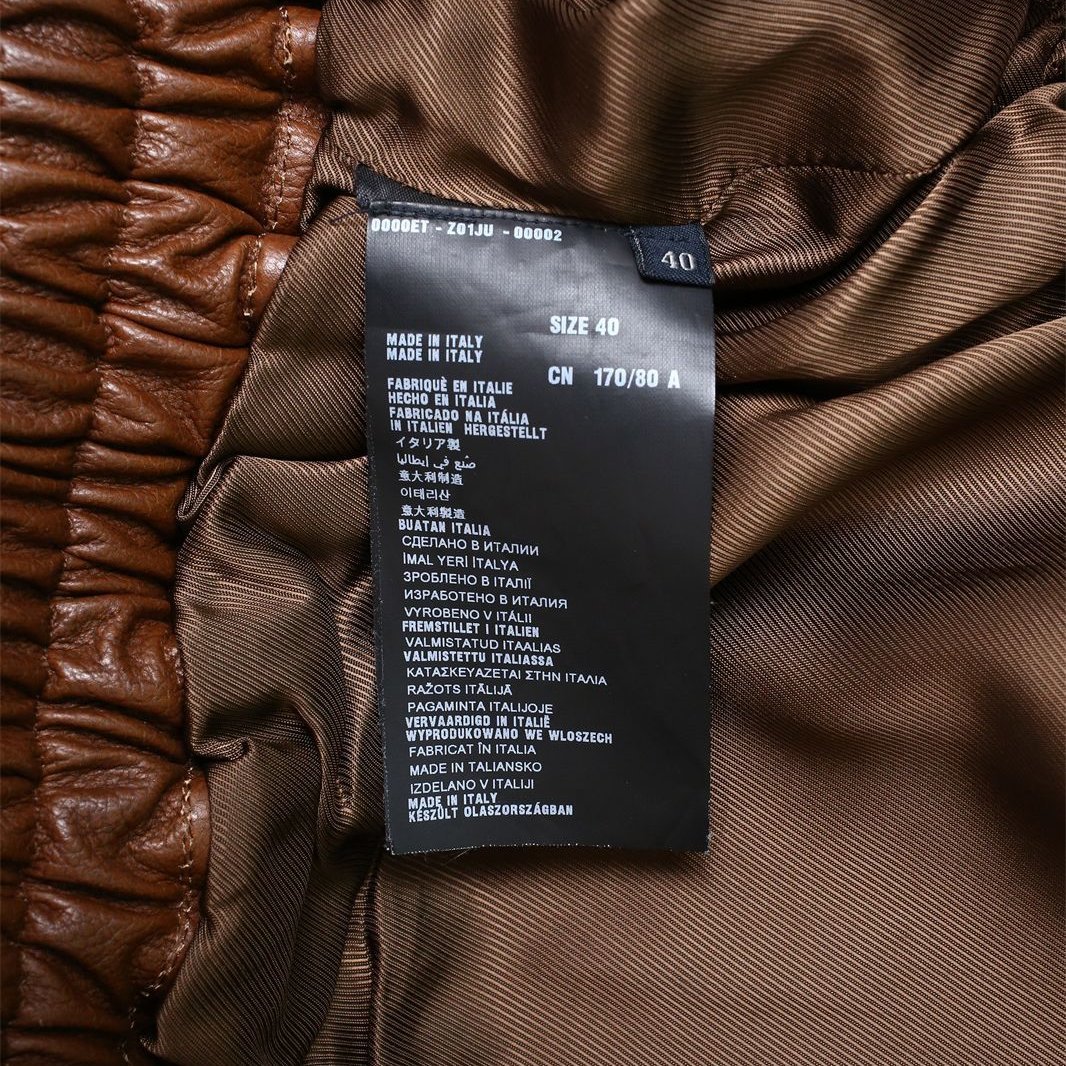 0000ET - Z01JU - 00002
40
SIZE 40
CN 170/80 A
MADE IN ITALY
MADE IN ITALY
FABRIQUÈ EN ITALIE
HECHO EN ITALIA
FABRICADO NA ITÁLIA
IN ITALIEN HERGESTELLT
イタリア製
صنع في إيطاليا
意大利制造
이테리산
意大利製造
BUATAN ITALIA
СДЕЛАНО В ИТАЛИИ
İMAL YERİ İTALYA
ЗРОБЛЕНО В ІТАЛІЇ
ИЗРАБОТЕНО В ИТАЛИЯ
VYROBENO V ITÁLII
FREMSTILLET I ITALIEN
VALMISTATUD ITAALIAS
VALMISTETTU ITALIASSA
ΚΑΤΑΣΚΕΥΑΖΕΤΑΙ ΣΤΗΝ ΙΤΑΛΙΑ
RAŽOTS ITĀLIJĀ
PAGAMINTA ITALIJOJE
VERVAARDIGD IN ITALIË
WYPRODUKOWANO WE WLOSZECH
FABRICAT ÎN ITALIA
MADE IN TALIANSKO
IZDELANO V ITALIJI
MADE IN ITALY
KÉSZÜLT OLASZORSZÁGBAN